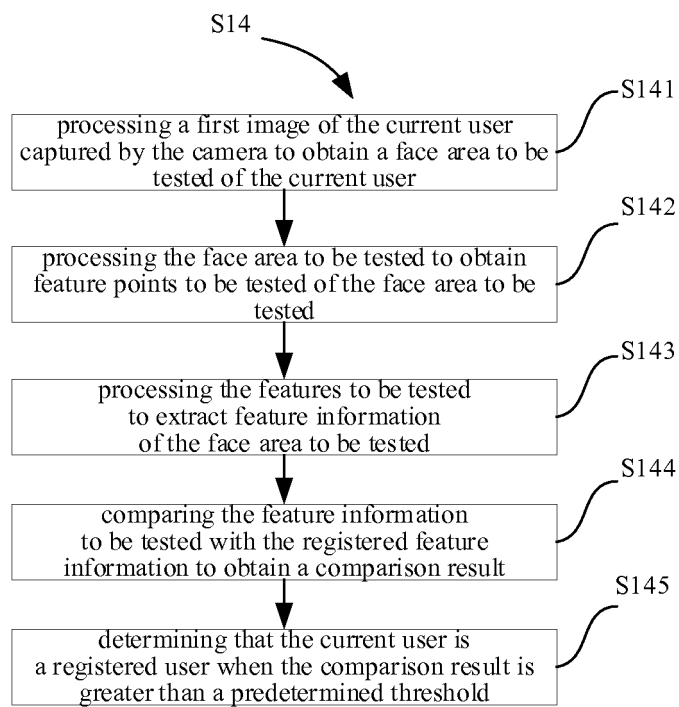 S14
S141
processing a first image of the current user
captured by the camera to obtain a face area to be
tested of the current user
S142
processing the face area to be tested to obtain
feature points to be tested of the face area to be
tested
S143
processing the features to be tested
to extract feature information
of the face area to be tested
S144
comparing the feature information
to be tested with the registered feature
information to obtain a comparison result
S145
determining that the current user is
a registered user when the comparison result is
greater than a predetermined threshold